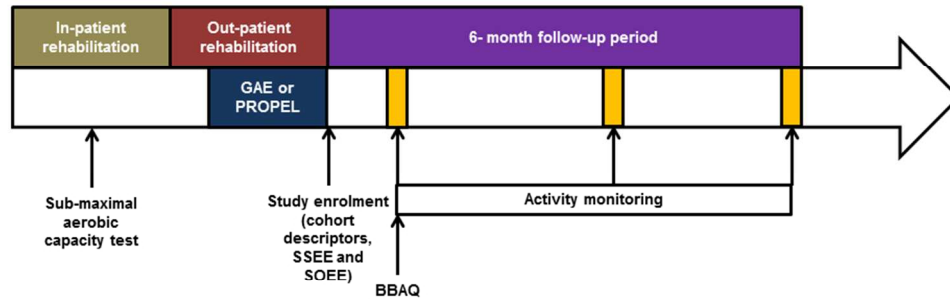 In-patient
rehabilitation
Out-patient
rehabilitation
6- month follow-up period
GAE or
PROPEL
Sub-maximal
aerobic
capacity test
Study enrolment
(cohort
descriptors,
SSEE and
SOEE)
Activity monitoring
BBAQ